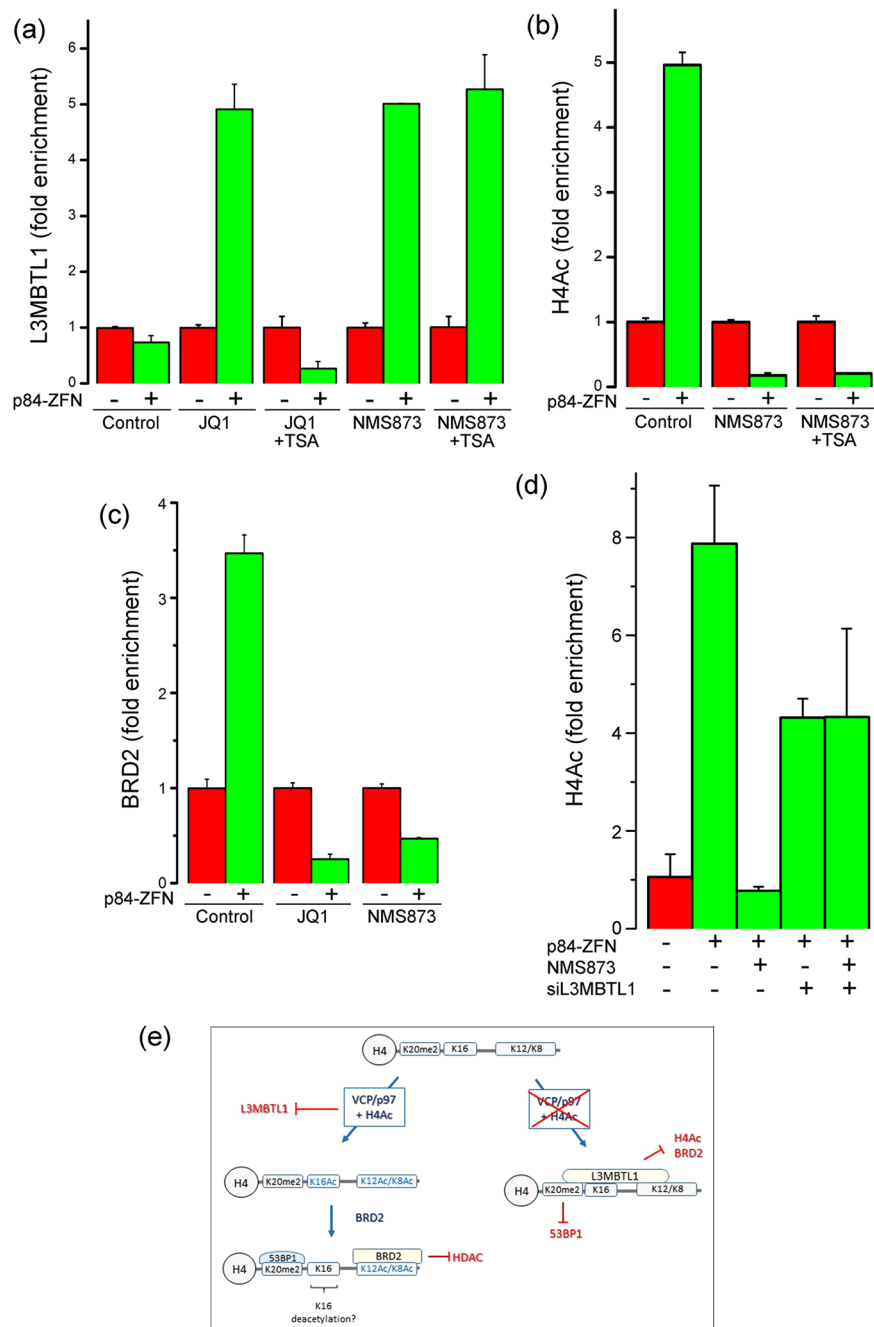 (a)
L3MBTL1 (fold enrichment)
6
5
4
3
2
1
0
p84-ZFN
- + - + - + - + - +
Control JQ1 JQ1 NMS873 NMS873
+TSA +TSA
(b)
H4Ac (fold enrichment)
5
4
3
2
1
0
p84-ZFN
- + - + - +
Control NMS873 NMS873
+TSA
(c)
BRD2 (fold enrichment)
4
3
2
1
0
p84-ZFN
- + - + - +
Control JQ1 NMS873
(d)
H4Ac (fold enrichment)
8
6
4
2
0
p84-ZFN - + + + +
NMS873 - - + - +
siL3MBTL1 - - - + +
(e)
H4 K20me2 K16 K12/K8
L3MBTL1
VCP/p97
+ H4Ac
VCP/p97
+ H4Ac
H4Ac
BRD2
L3MBTL1
H4 K20me2 K16 K12/K8
53BP1
H4 K20me2 K16Ac K12Ac/K8Ac
BRD2
53BP1 BRD2
H4 K20me2 K16 K12Ac/K8Ac
HDAC
K16
deacetylation?